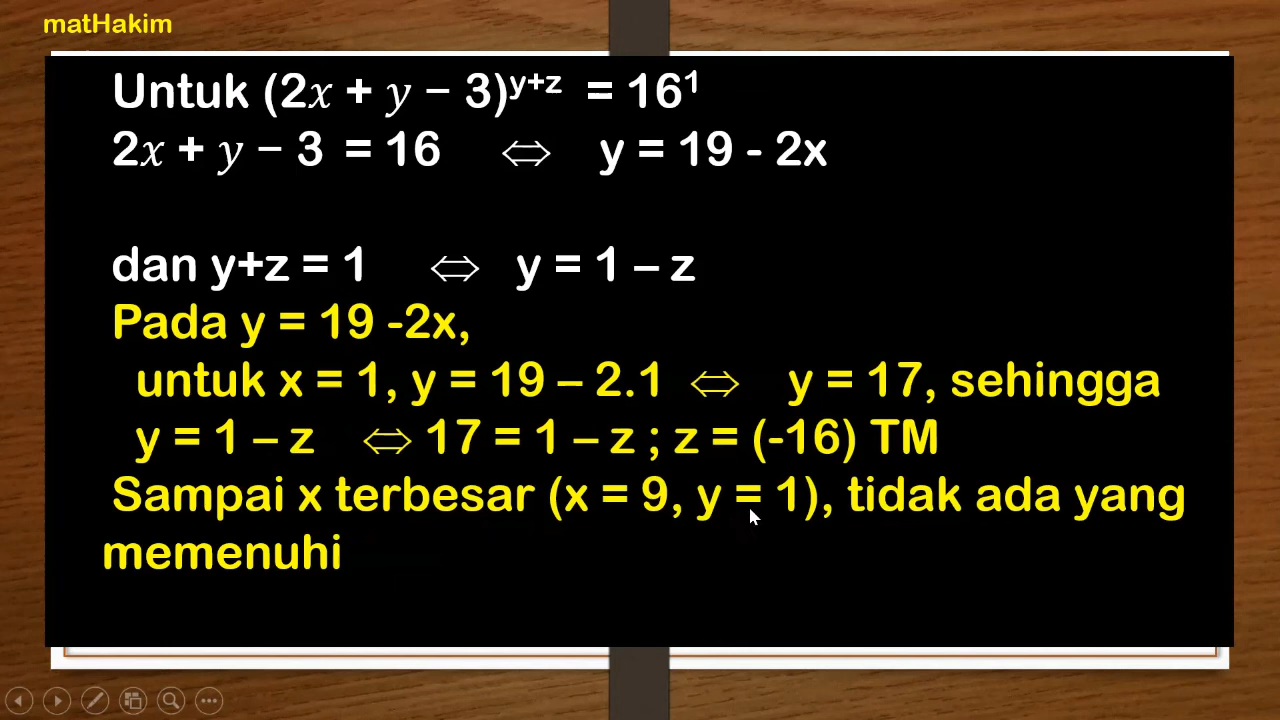 matHakim
Untuk (2𝑥 + 𝑦 − 3)ʸ⁺ᶻ = 16¹
2𝑥 + 𝑦 − 3 = 16 ⇔ y = 19 - 2x
dan y+z = 1 ⇔ y = 1 – z
Pada y = 19 -2x,
untuk x = 1, y = 19 – 2.1 ⇔ y = 17, sehingga
y = 1 – z ⇔ 17 = 1 – z ; z = (-16) TM
Sampai x terbesar (x = 9, y = 1), tidak ada yang
memenuhi